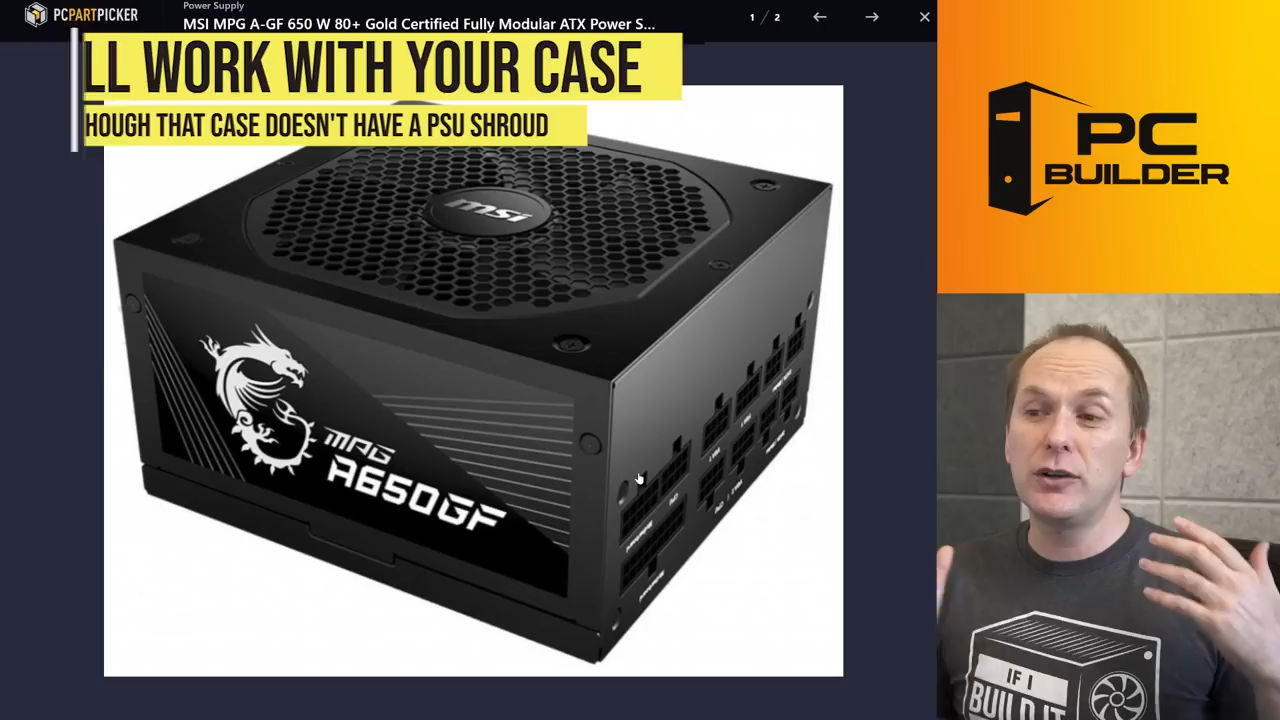 PCPARTPICKER
Power Supply
MSI MPG A-GF 650 W 80+ Gold Certified Fully Modular ATX Power S...
1 / 2
LL WORK WITH YOUR CASE
HOUGH THAT CASE DOESN'T HAVE A PSU SHROUD
msi
MPG
A650GF
PC
BUILDER
IF I
BUILD IT